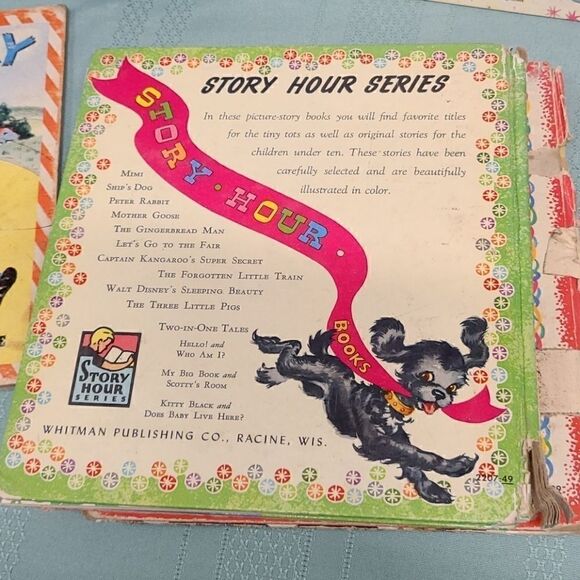 STORY HOUR SERIES
STORY · HOUR · BOOKS
In these picture-story books you will find favorite titles
for the tiny tots as well as original stories for the
children under ten. These stories have been
carefully selected and are beautifully
illustrated in color.
MIMI
SHIP'S DOG
PETER RABBIT
MOTHER GOOSE
THE GINGERBREAD MAN
LET'S GO TO THE FAIR
CAPTAIN KANGAROO'S SUPER SECRET
THE FORGOTTEN LITTLE TRAIN
WALT DISNEY'S SLEEPING BEAUTY
THE THREE LITTLE PIGS
TWO-IN-ONE TALES
HELLO! and
WHO AM I?
MY BIG BOOK and
SCOTTY'S ROOM
KITTY BLACK and
DOES BABY LIVE HERE?
STORY
HOUR
SERIES
WHITMAN PUBLISHING CO., RACINE, WIS.
2207-49